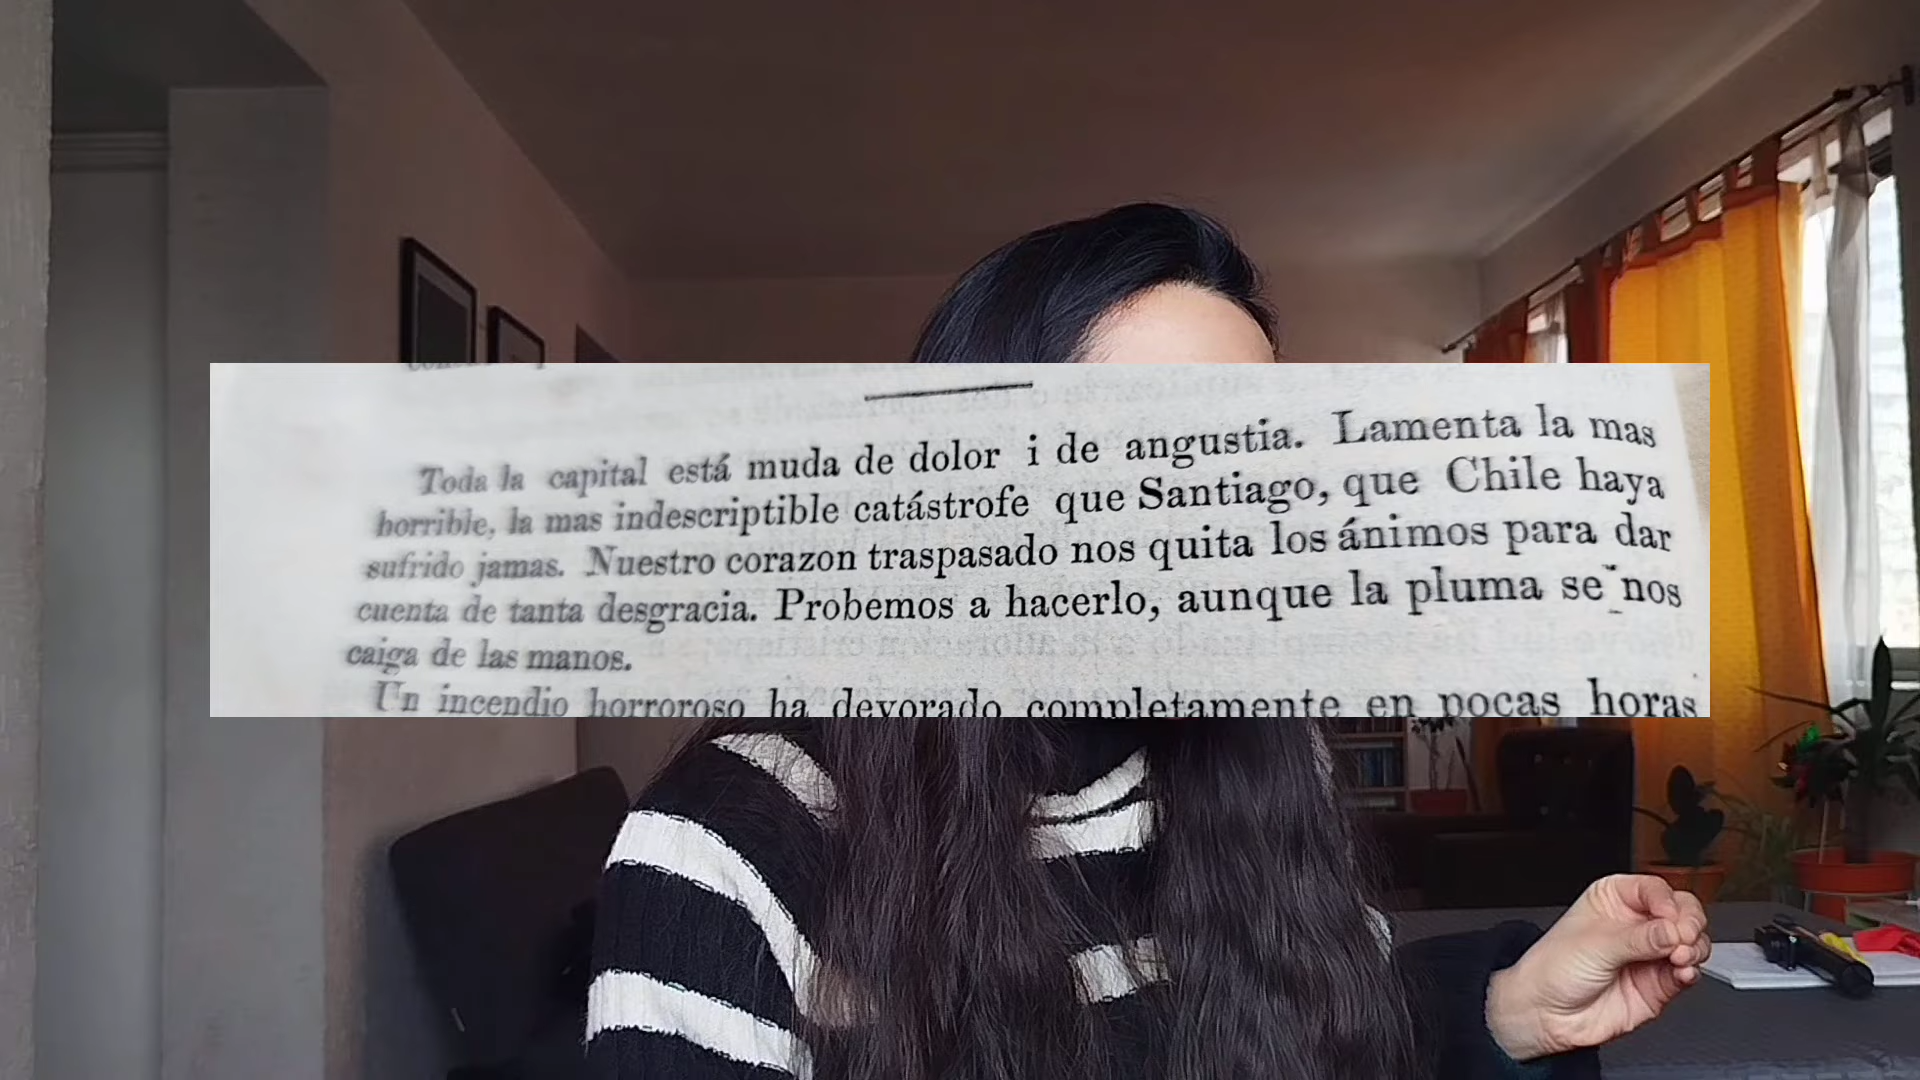 Toda la capital está muda de dolor i de angustia. Lamenta la mas
horrible, la mas indescriptible catástrofe que Santiago, que Chile haya
sufrido jamas. Nuestro corazon traspasado nos quita los ánimos para dar
cuenta de tanta desgracia. Probemos a hacerlo, aunque la pluma se nos
caiga de las manos.
Un incendio horroroso ha devorado completamente en pocas horas